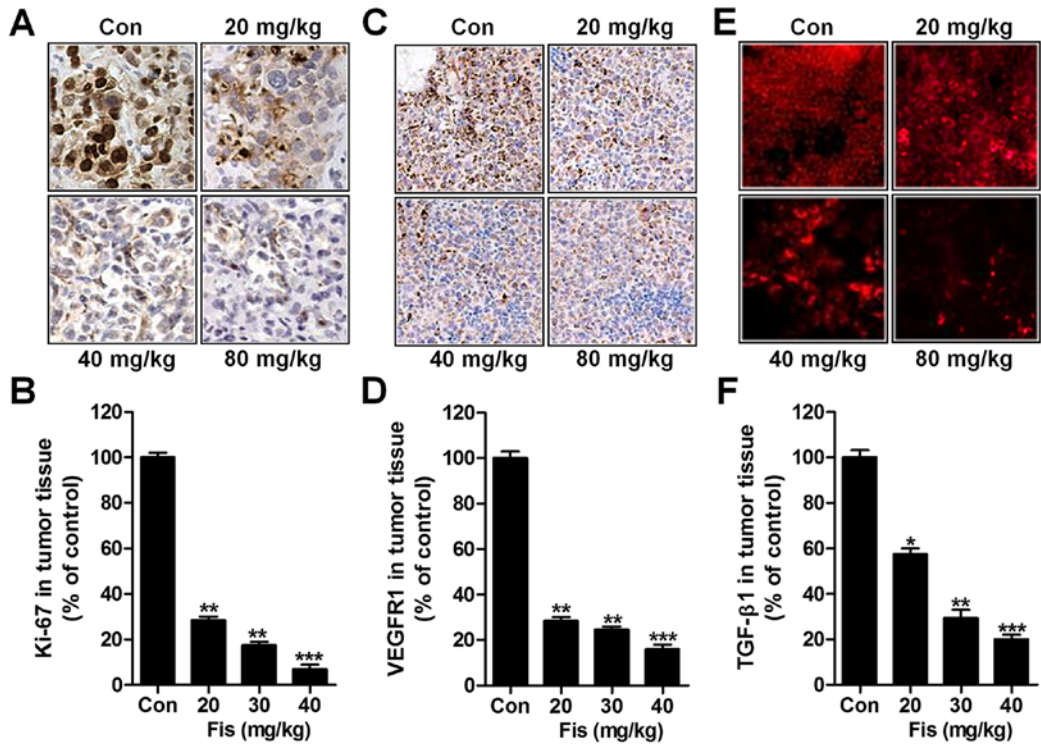 A
Con
20 mg/kg
40 mg/kg
80 mg/kg
C
Con
20 mg/kg
40 mg/kg
80 mg/kg
E
Con
20 mg/kg
40 mg/kg
80 mg/kg
B
Ki-67 in tumor tissue
(% of control)
120
100
80
60
40
20
0
**
**
***
Con 20 30 40
Fis (mg/kg)
D
VEGFR1 in tumor tissue
(% of control)
120
100
80
60
40
20
0
**
**
***
Con 20 30 40
Fis (mg/kg)
F
TGF-β1 in tumor tissue
(% of control)
120
100
80
60
40
20
0
*
**
***
Con 20 30 40
Fis (mg/kg)